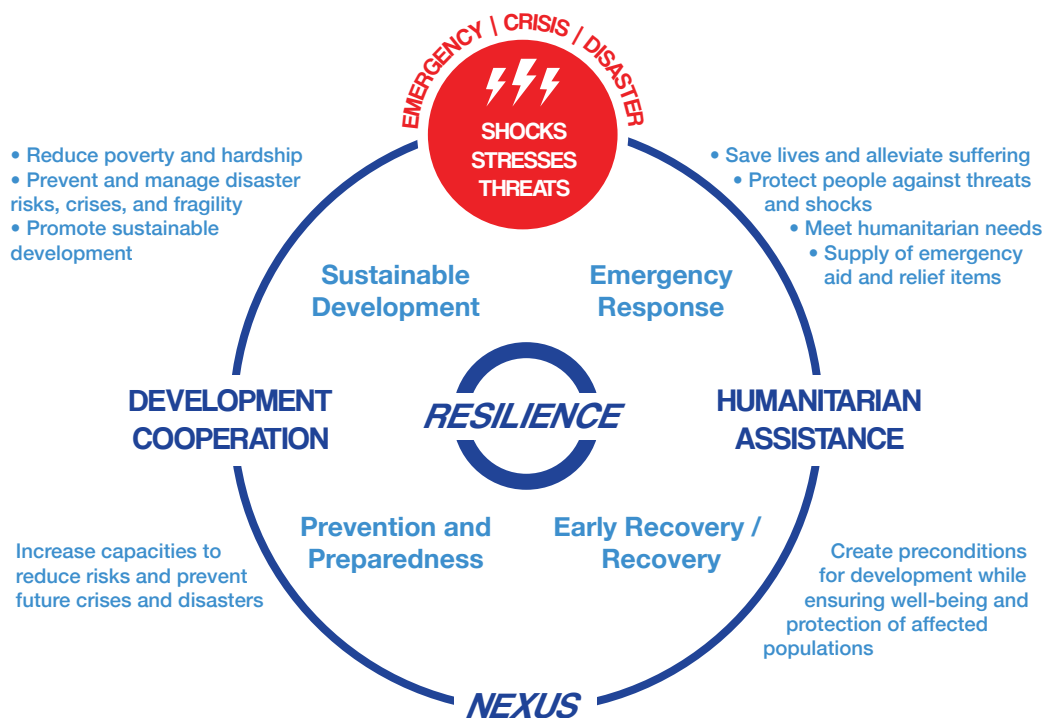 EMERGENCY | CRISIS | DISASTER
SHOCKS
STRESSES
THREATS
• Reduce poverty and hardship
• Prevent and manage disaster
risks, crises, and fragility
• Promote sustainable
development
• Save lives and alleviate suffering
• Protect people against threats
and shocks
• Meet humanitarian needs
• Supply of emergency
aid and relief items
Sustainable
Development
Emergency
Response
DEVELOPMENT
COOPERATION
RESILIENCE
HUMANITARIAN
ASSISTANCE
Prevention and
Preparedness
Early Recovery /
Recovery
Increase capacities to
reduce risks and prevent
future crises and disasters
Create preconditions
for development while
ensuring well-being and
protection of affected
populations
NEXUS